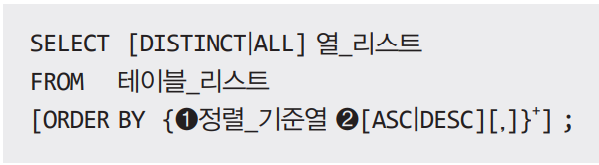 SELECT [DISTINCT|ALL] 열_리스트
FROM 테이블_리스트
[ORDER BY {❶정렬_기준열 ❷[ASC|DESC][,]}+] ;